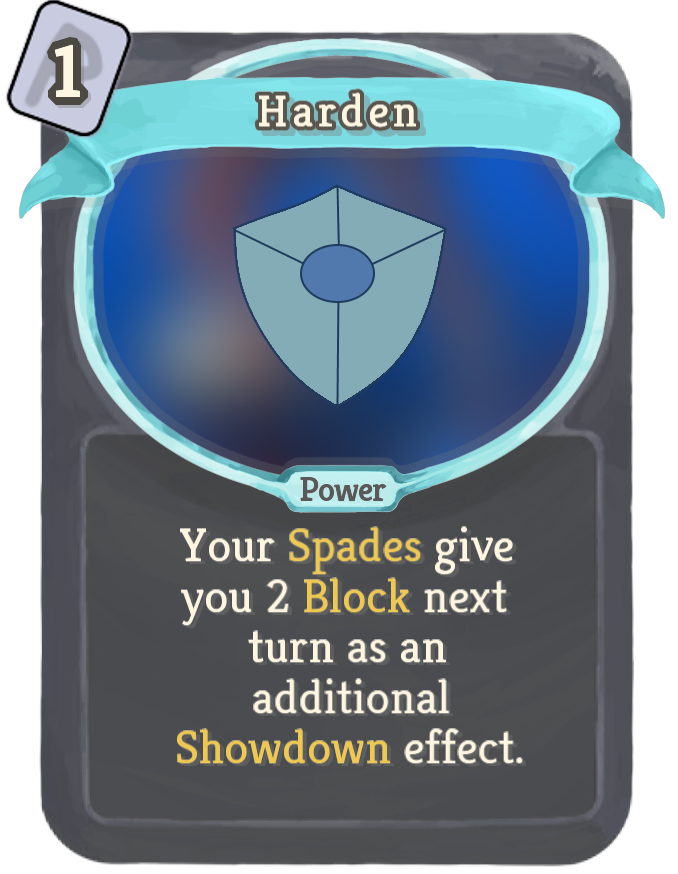 1
Harden
Power
Your Spades give
you 2 Block next
turn as an
additional
Showdown effect.